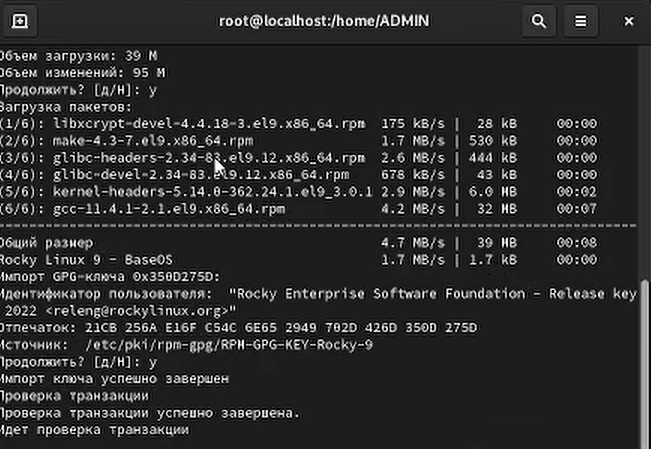 root@localhost:/home/ADMIN
Объем загрузки: 39 M
Объем изменений: 95 M
Продолжить? [д/Н]: y
Загрузка пакетов:
(1/6): libxcrypt-devel-4.4.18-3.el9.x86_64.rpm 175 kB/s | 28 kB 00:00
(2/6): make-4.3-7.el9.x86_64.rpm 1.7 MB/s | 530 kB 00:00
(3/6): glibc-headers-2.34-83.el9.12.x86_64.rpm 2.6 MB/s | 444 kB 00:00
(4/6): glibc-devel-2.34-83.el9.12.x86_64.rpm 678 kB/s | 43 kB 00:00
(5/6): kernel-headers-5.14.0-362.24.1.el9_3.0.1 2.9 MB/s | 6.0 MB 00:02
(6/6): gcc-11.4.1-2.1.el9.x86_64.rpm 4.2 MB/s | 32 MB 00:07
--------------------------------------------------------------------------------
Общий размер 4.7 MB/s | 39 MB 00:08
Rocky Linux 9 - BaseOS 1.7 MB/s | 1.7 kB 00:00
Импорт GPG-ключа 0x350D275D:
Идентификатор пользователя: "Rocky Enterprise Software Foundation - Release key
2022 <releng@rockylinux.org>"
Отпечаток: 21CB 256A E16F C54C 6E65 2949 702D 426D 350D 275D
Источник: /etc/pki/rpm-gpg/RPM-GPG-KEY-Rocky-9
Продолжить? [д/Н]: y
Импорт ключа успешно завершен
Проверка транзакции
Проверка транзакции успешно завершена.
Идет проверка транзакции